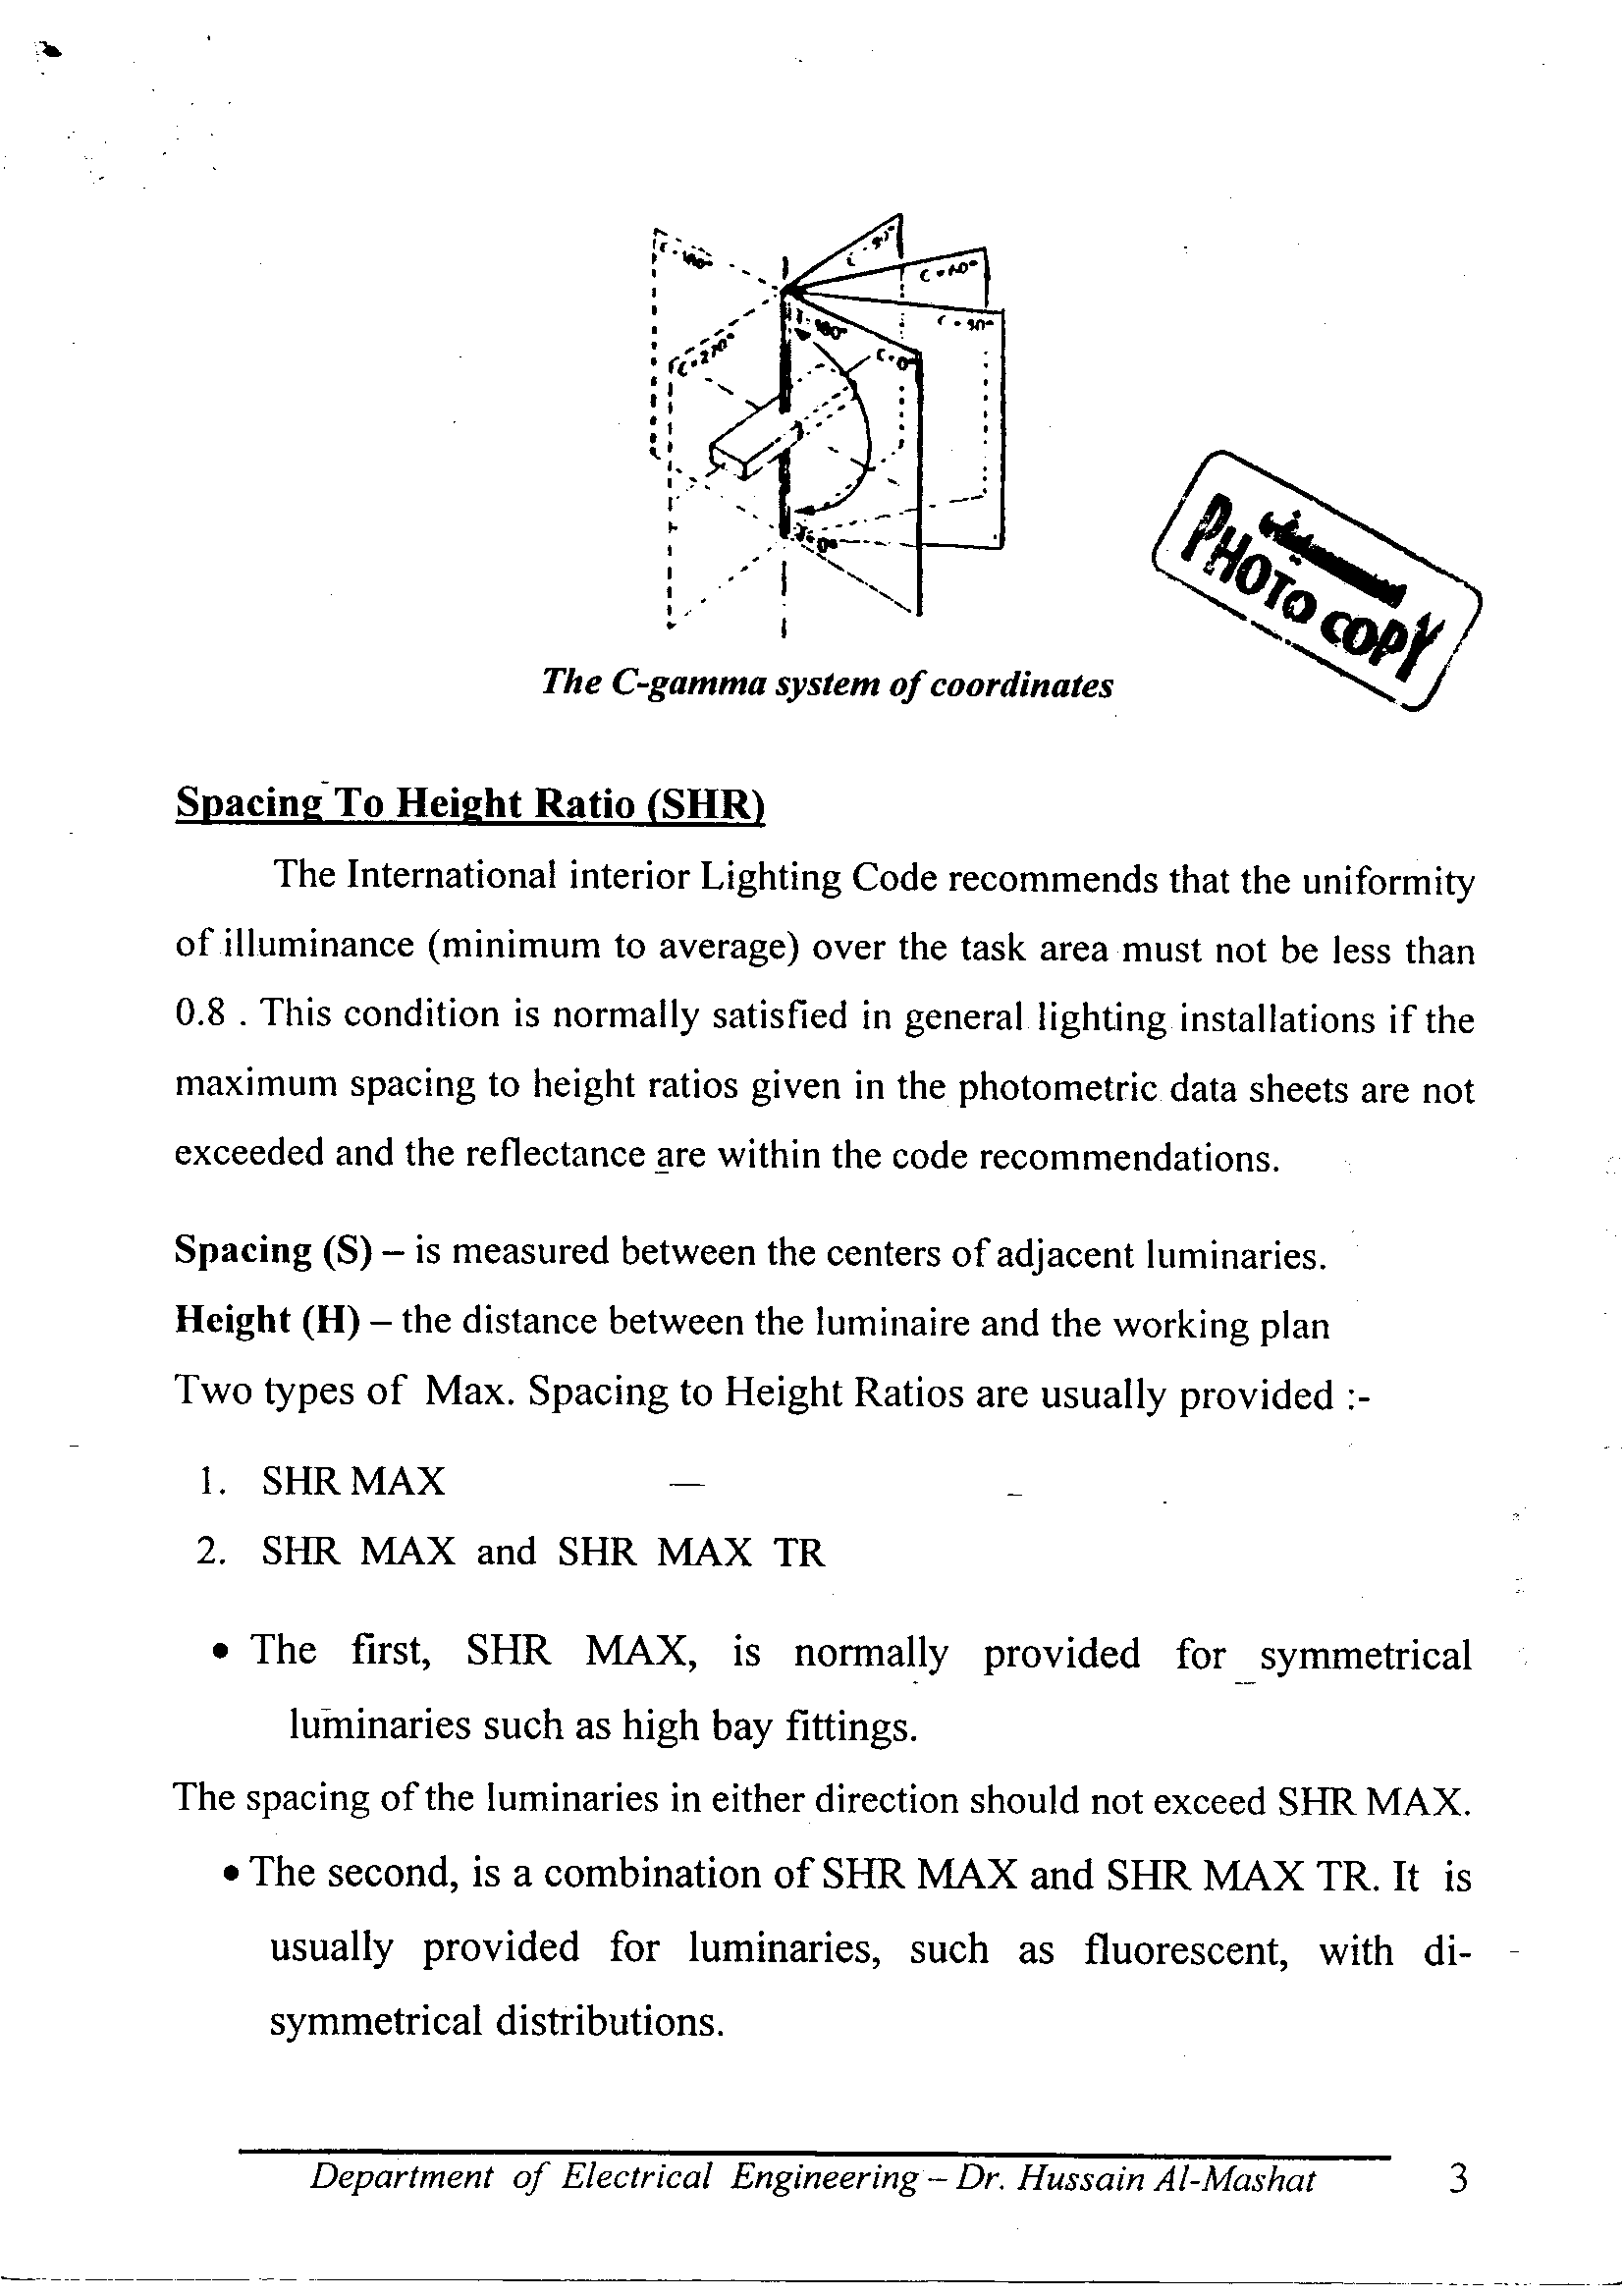 C=180°
C=90°
C=60°
C=30°
C=270°
γ=180°
C=0°
γ=0°
PHOTO COPY
The C-gamma system of coordinates
Spacing To Height Ratio (SHR)
The International interior Lighting Code recommends that the uniformity
of illuminance (minimum to average) over the task area must not be less than
0.8 . This condition is normally satisfied in general lighting installations if the
maximum spacing to height ratios given in the photometric data sheets are not
exceeded and the reflectance are within the code recommendations.
Spacing (S) – is measured between the centers of adjacent luminaries.
Height (H) – the distance between the luminaire and the working plan
Two types of Max. Spacing to Height Ratios are usually provided :-
1. SHR MAX
2. SHR MAX and SHR MAX TR
• The first, SHR MAX, is normally provided for symmetrical
luminaries such as high bay fittings.
The spacing of the luminaries in either direction should not exceed SHR MAX.
• The second, is a combination of SHR MAX and SHR MAX TR. It is
usually provided for luminaries, such as fluorescent, with di-
symmetrical distributions.
Department of Electrical Engineering – Dr. Hussain Al-Mashat 3